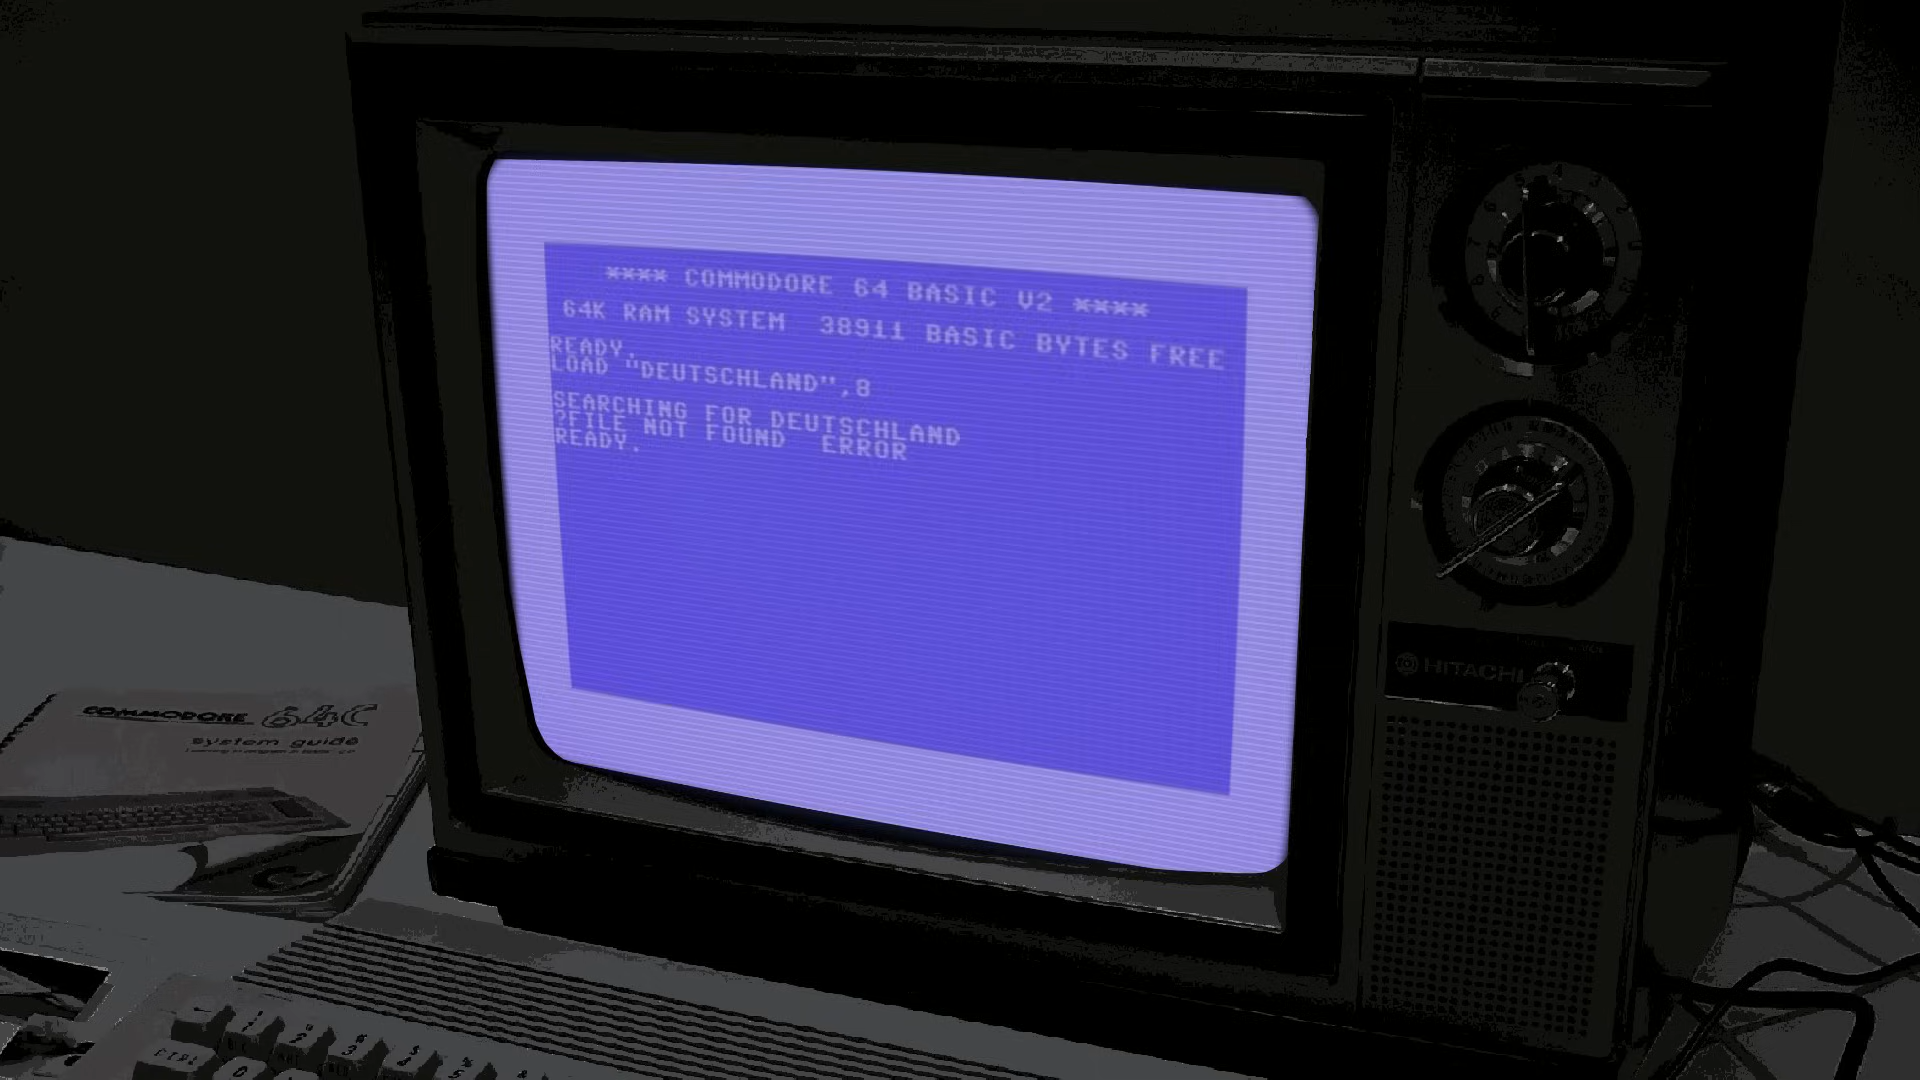 **** COMMODORE 64 BASIC V2 ****
64K RAM SYSTEM  38911 BASIC BYTES FREE
READY.
LOAD "DEUTSCHLAND",8
SEARCHING FOR DEUTSCHLAND
?FILE NOT FOUND  ERROR
READY.
HITACHI
COMMODORE 64C
system guide